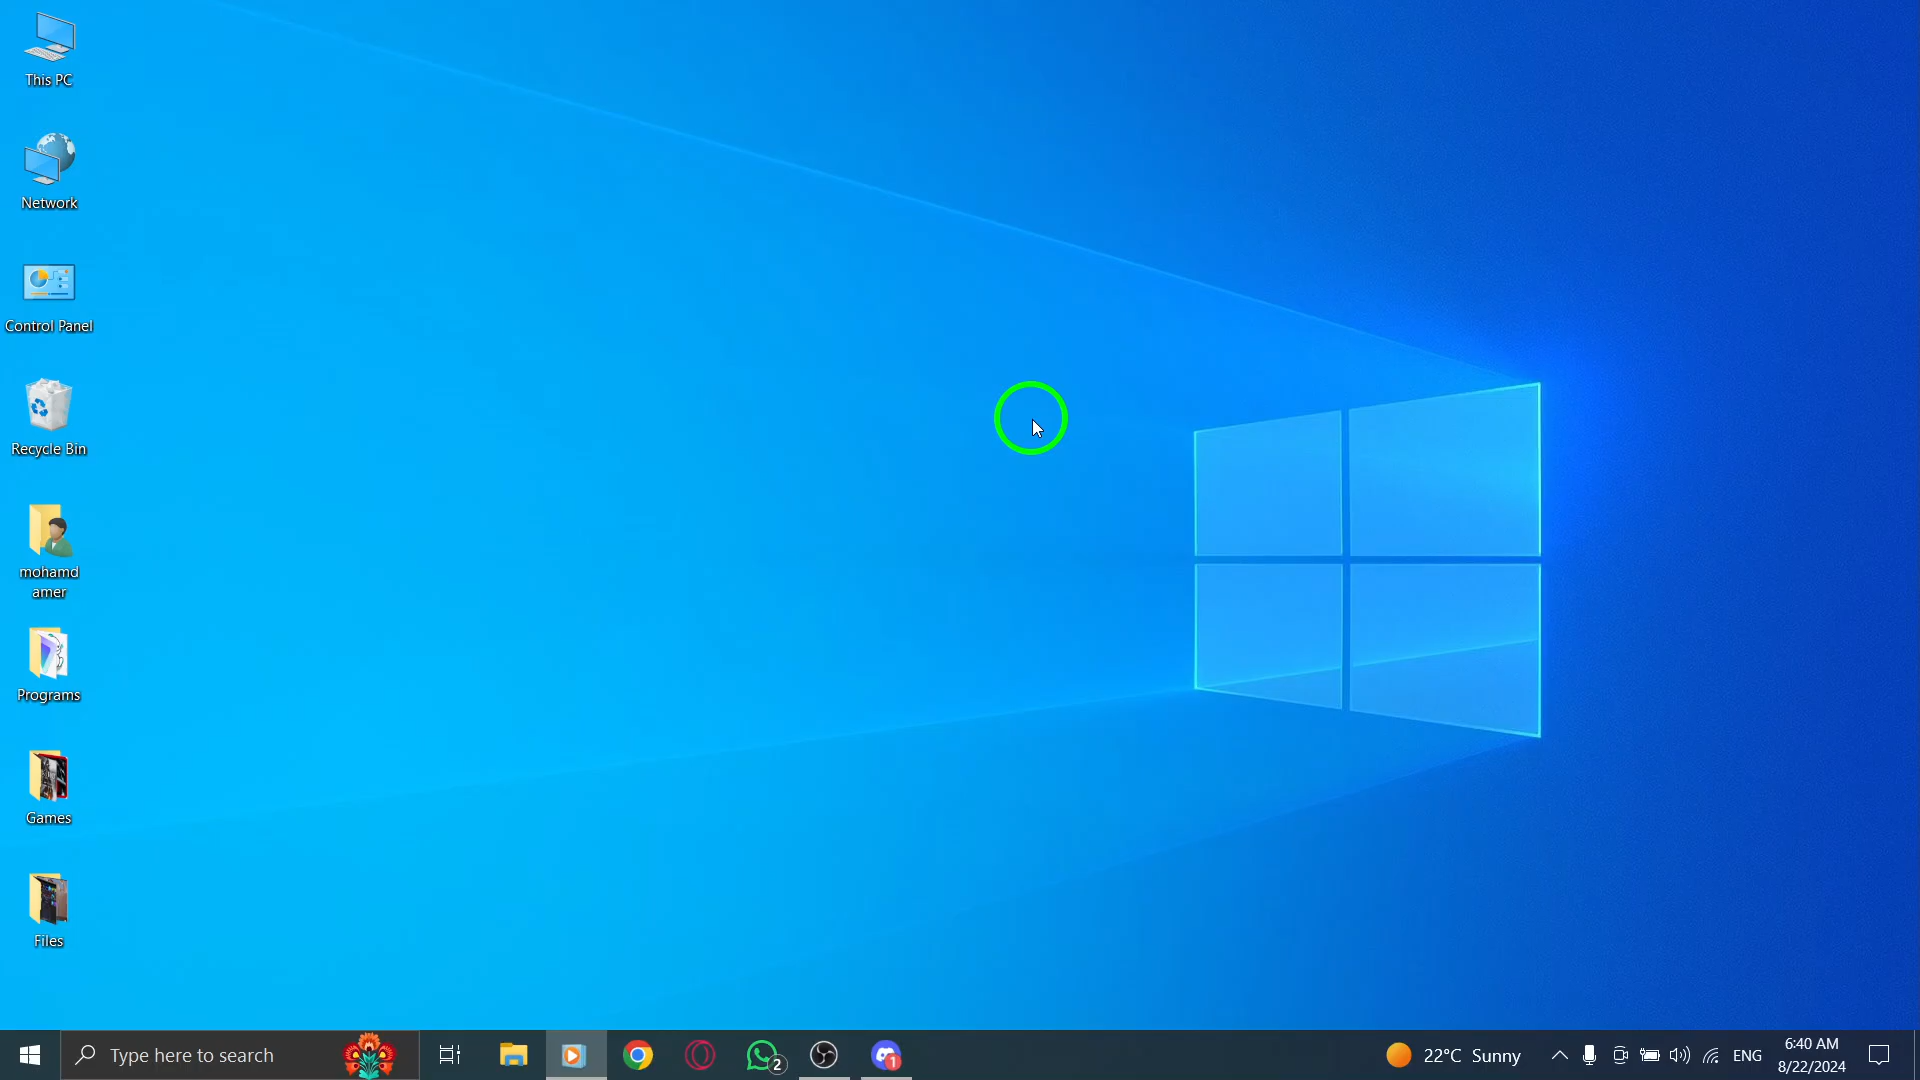 This PC
Network
Control Panel
Recycle Bin
mohamd
amer
Programs
Games
Files
Type here to search
2
1
22°C Sunny
ENG
6:40 AM
8/22/2024